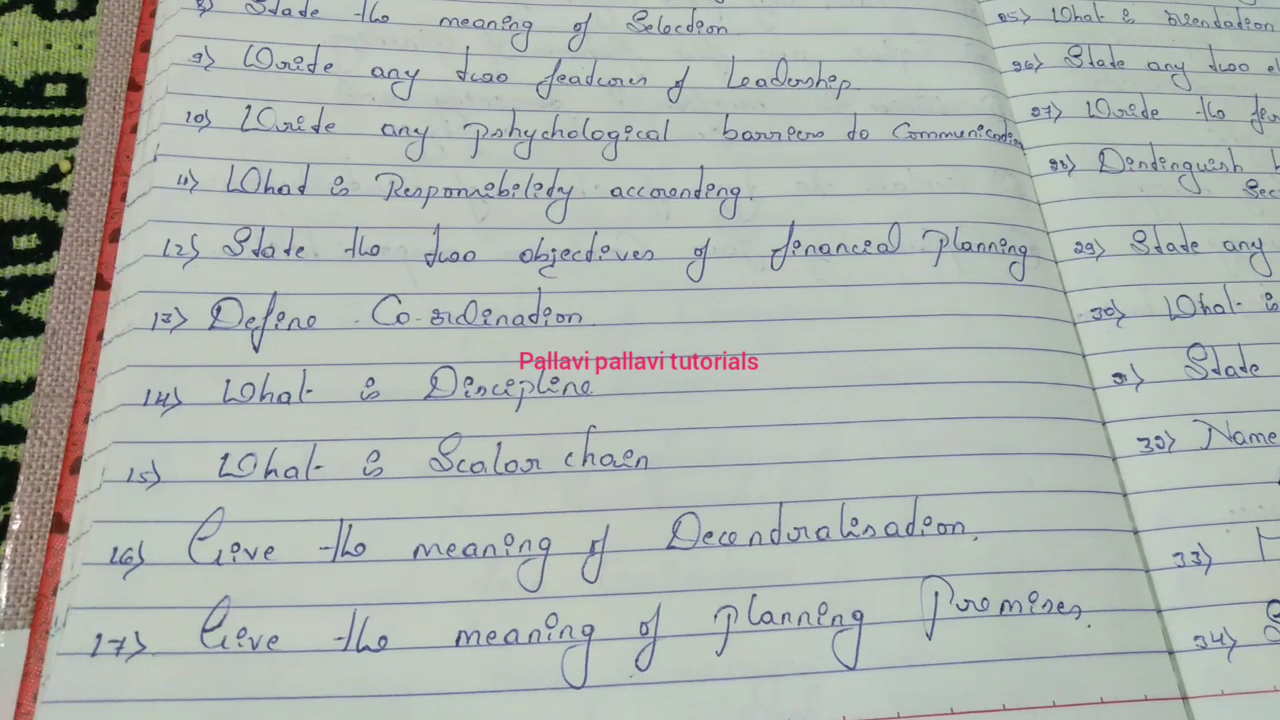 8) State the meaning of Selection
9) Write any two features of Leadership
10) Write any pshychological barriers to Communication
11) What is Responsibility accounting.
12) State the two objectives of financial Planning
13) Define Co-ordination
Pallavi pallavi tutorials
14) What is Discipline
15) What is Scalar chain
16) Give the meaning of Decentralisation.
17) Give the meaning of Planning Premises.
25) What is orientation
26) State any two
27) Write the
28) Distinguish
29) State any
30) What is
31) State
32) Name
33)
34)